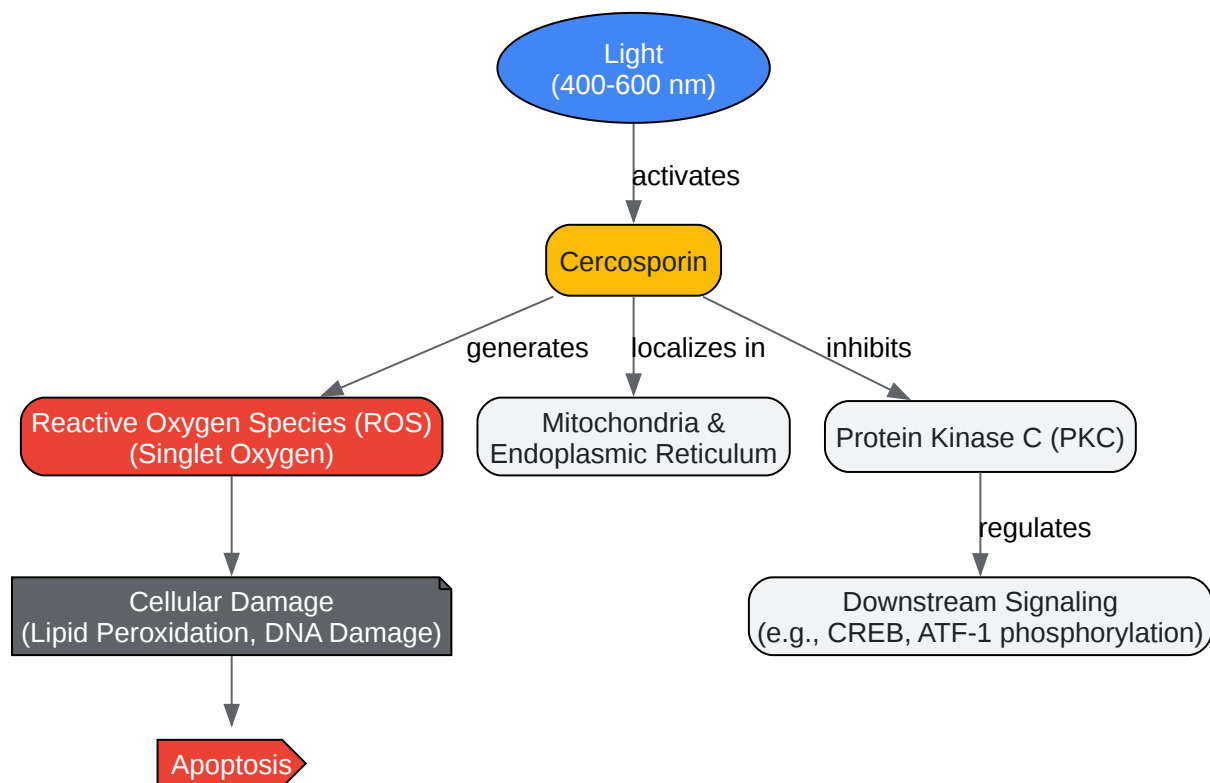 Light
(400-600 nm)
activates
Cercosporin
generates
localizes in
inhibits
Reactive Oxygen Species (ROS)
(Singlet Oxygen)
Mitochondria &
Endoplasmic Reticulum
Protein Kinase C (PKC)
regulates
Cellular Damage
(Lipid Peroxidation, DNA Damage)
Downstream Signaling
(e.g., CREB, ATF-1 phosphorylation)
Apoptosis